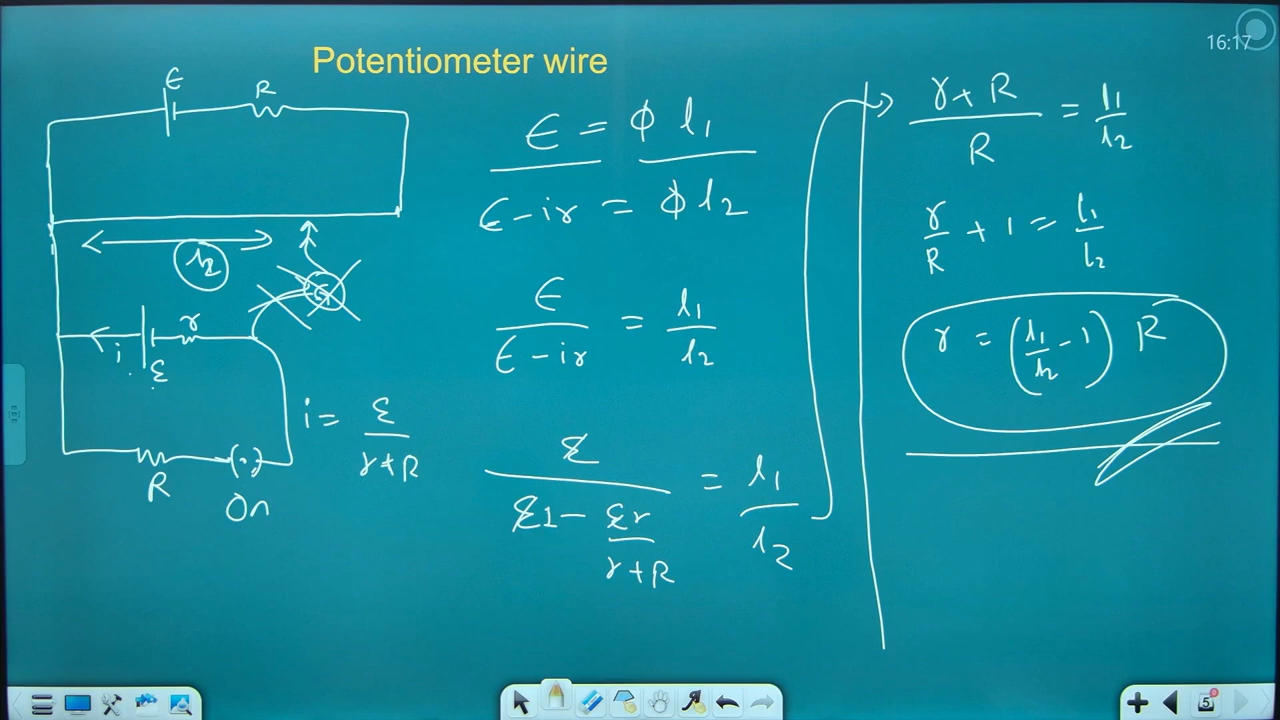 16:17
Potentiometer wire
ε R
l2
G
r
i
ε
R
On
i = ε / (r+R)
ε = ϕ l1
ε - ir = ϕ l2
ε / (ε - ir) = l1 / l2
ε / (ε1 - εr / (r+R)) = l1 / l2
(r+R) / R = l1 / l2
r / R + 1 = l1 / l2
r = (l1 / l2 - 1) R
5